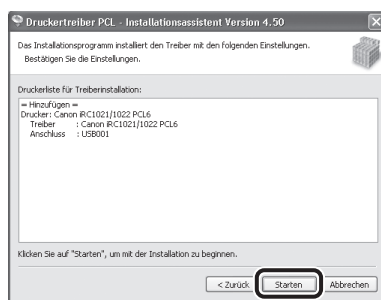 Druckertreiber PCL - Installationsassistent Version 4.50
Das Installationsprogramm installiert den Treiber mit den folgenden Einstellungen.
Bestätigen Sie die Einstellungen.
Druckerliste für Treiberinstallation:
= Hinzufügen =
Drucker: Canon iRC1021/1022 PCL6
Treiber : Canon iRC1021/1022 PCL6
Anschluss : USB001
Klicken Sie auf "Starten", um mit der Installation zu beginnen.
< Zurück Starten Abbrechen